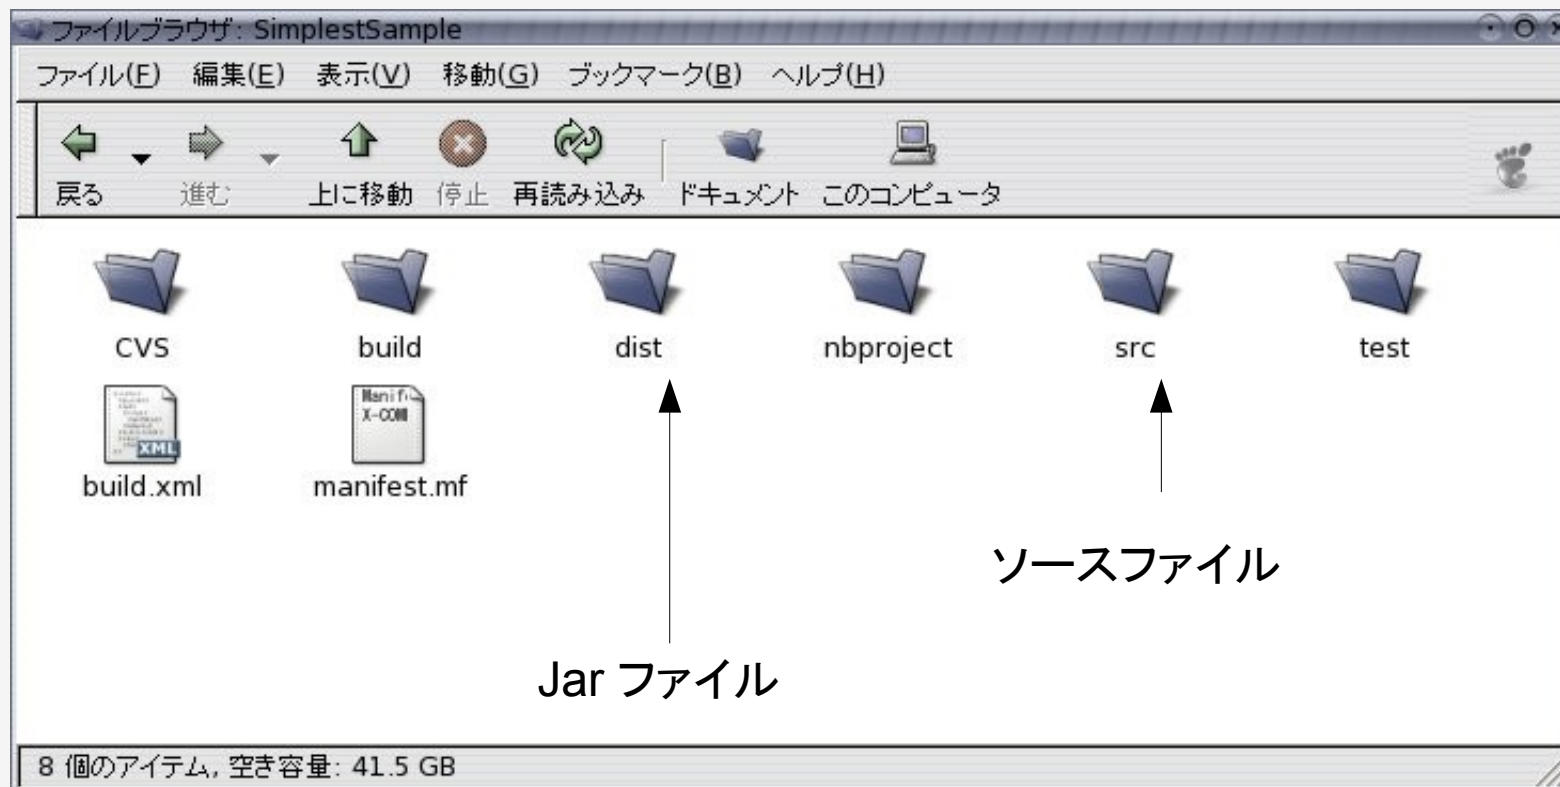 ファイルブラウザ: SimplestSample
ファイル(F) 編集(E) 表示(V) 移動(G) ブックマーク(B) ヘルプ(H)
戻る 進む 上に移動 停止 再読み込み ドキュメント このコンピュータ
CVS build dist nbproject src test
XML
Manif
X-COM
build.xml manifest.mf
ソースファイル
Jar ファイル
8 個のアイテム, 空き容量: 41.5 GB